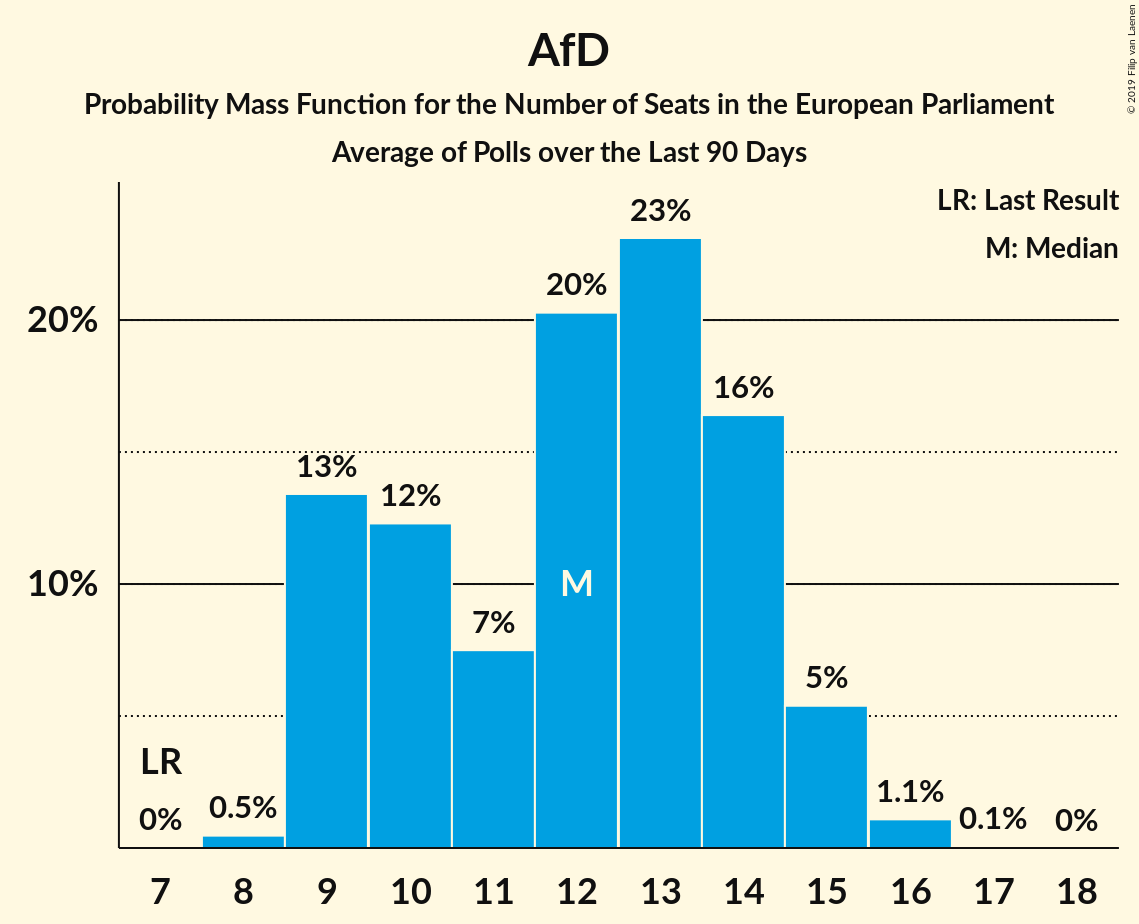 AfD
Probability Mass Function for the Number of Seats in the European Parliament
Average of Polls over the Last 90 Days
© 2019 Filip van Laenen
LR: Last Result
M: Median
23%
20%
20%
16%
13%
12%
10%
M
7%
5%
LR
0%
0.5%
1.1%
0.1%
0%
7 8 9 10 11 12 13 14 15 16 17 18